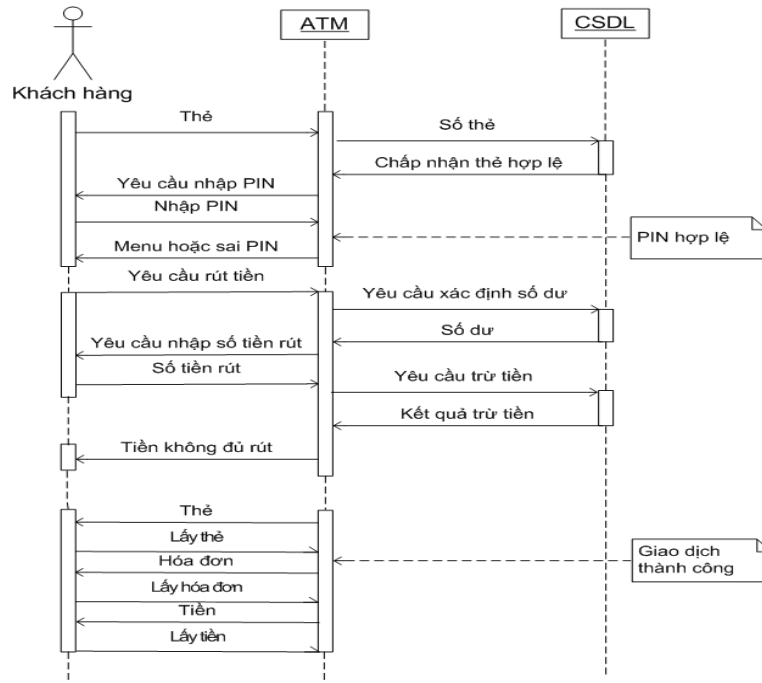 ATM
CSDL
Khách hàng
Thẻ
Số thẻ
Chấp nhận thẻ hợp lệ
Yêu cầu nhập PIN
Nhập PIN
PIN hợp lệ
Menu hoặc sai PIN
Yêu cầu rút tiền
Yêu cầu xác định số dư
Số dư
Yêu cầu nhập số tiền rút
Số tiền rút
Yêu cầu trừ tiền
Kết quả trừ tiền
Tiền không đủ rút
Thẻ
Lấy thẻ
Giao dịch
thành công
Hóa đơn
Lấy hóa đơn
Tiền
Lấy tiền